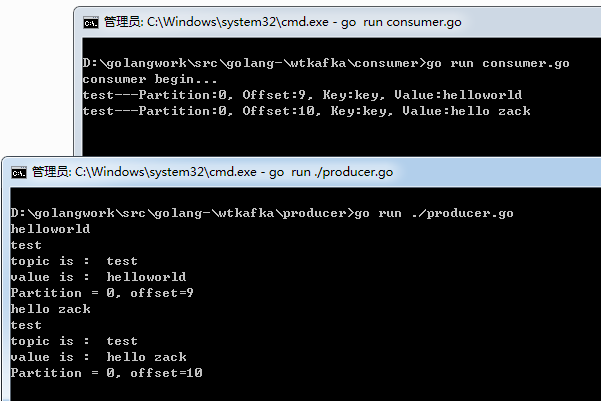 管理员: C:\Windows\system32\cmd.exe - go  run consumer.go
D:\golangwork\src\golang-\wtkafka\consumer>go run consumer.go
consumer begin...
test---Partition:0, Offset:9, Key:key, Value:helloworld
test---Partition:0, Offset:10, Key:key, Value:hello zack
管理员: C:\Windows\system32\cmd.exe - go  run ./producer.go
D:\golangwork\src\golang-\wtkafka\producer>go run ./producer.go
helloworld
test
topic is :  test
value is :  helloworld
Partition = 0, offset=9
hello zack
test
topic is :  test
value is :  hello zack
Partition = 0, offset=10